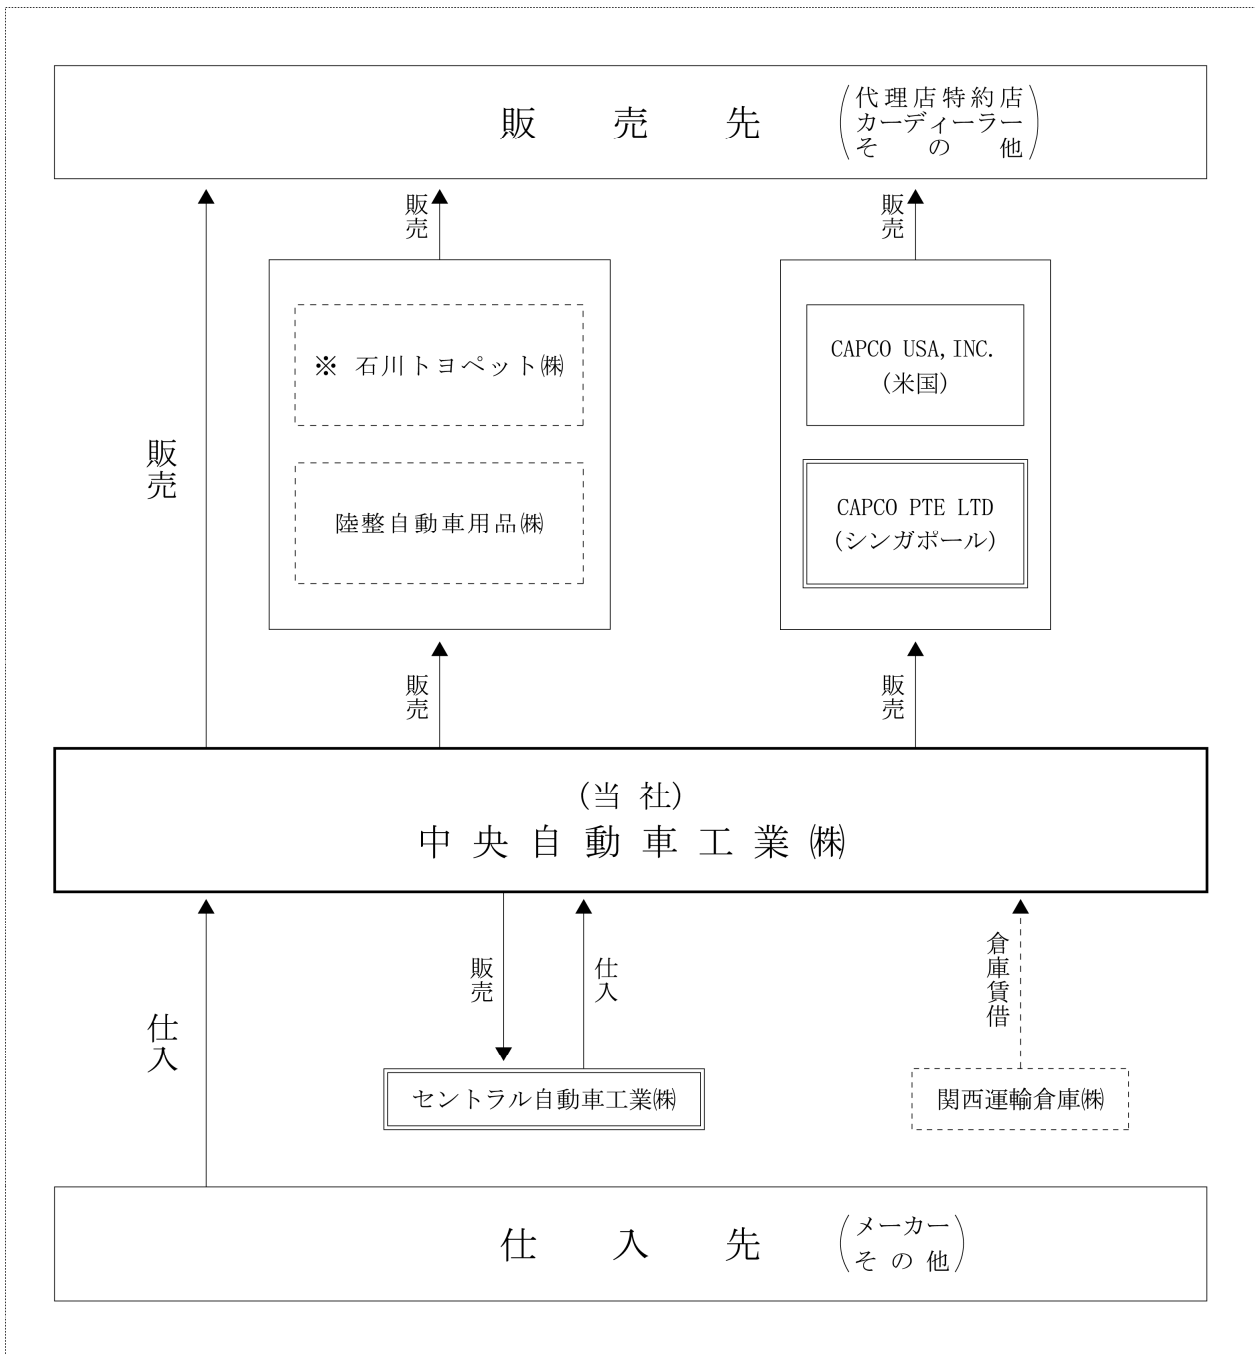 販売先
代理店特約店
カーディーラー
その他
販売
販売
※ 石川トヨペット㈱
CAPCO USA, INC.
(米国)
販売
陸整自動車用品㈱
CAPCO PTE LTD
(シンガポール)
販売
販売
(当社)
中央自動車工業㈱
販売
仕入
倉庫賃借
仕入
セントラル自動車工業㈱
関西運輸倉庫㈱
仕入先
メーカー
その他